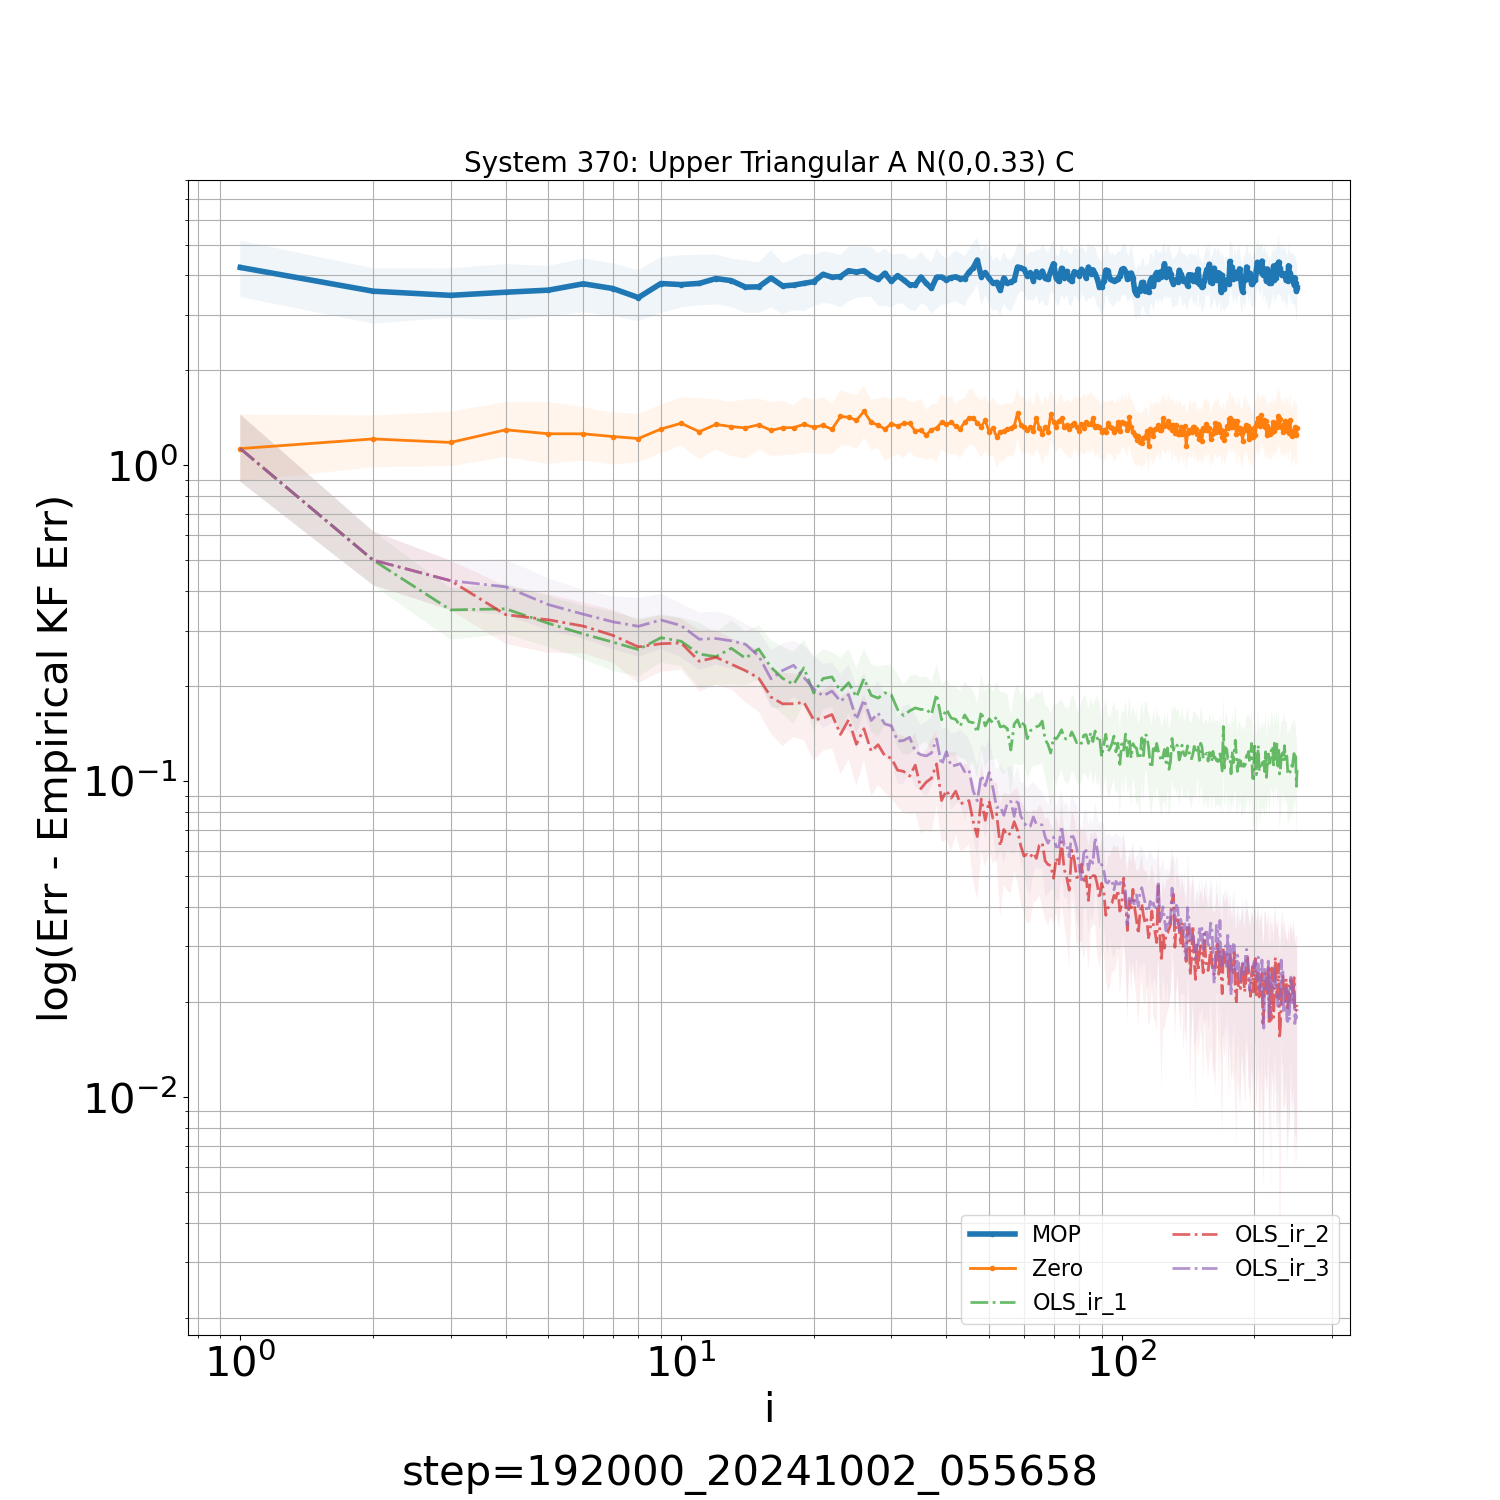 System 370: Upper Triangular A N(0,0.33) C
log(Err - Empirical KF Err)
10⁰
10⁻¹
10⁻²
MOP
Zero
OLS_ir_1
OLS_ir_2
OLS_ir_3
10⁰ 10¹ 10²
i
step=192000_20241002_055658